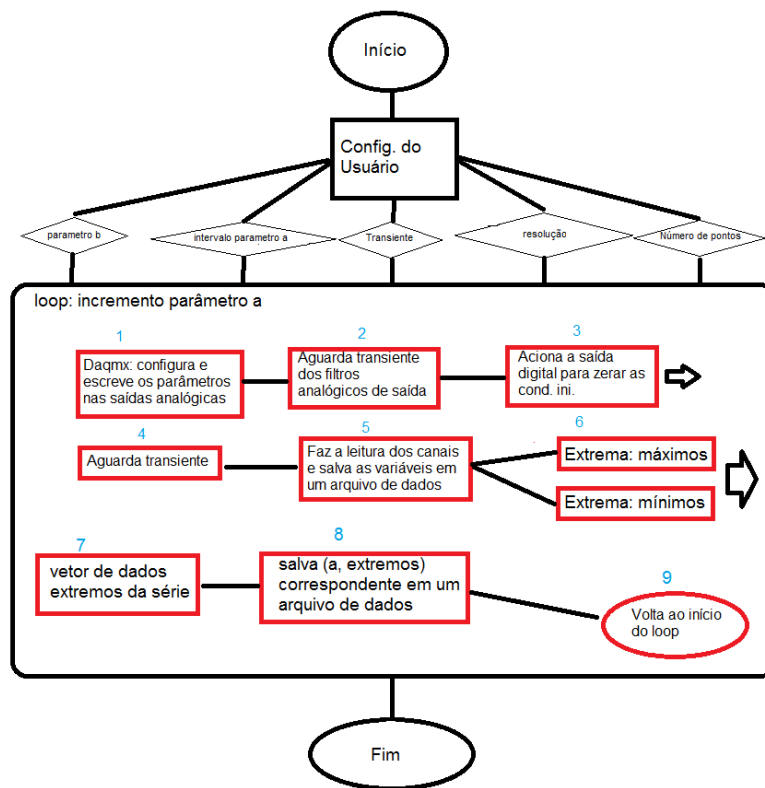 Início
Config. do
Usuário
parametro b
intervalo parametro a
Transiente
resolução
Número de pontos
loop: incremento parâmetro a
1
Daqmx: configura e
escreve os parâmetros
nas saídas analógicas
2
Aguarda transiente
dos filtros
analógicos de saída
3
Aciona a saída
digital para zerar as
cond. ini.
4
Aguarda transiente
5
Faz a leitura dos canais
e salva as variáveis em
um arquivo de dados
6
Extrema: máximos
Extrema: mínimos
7
vetor de dados
extremos da série
8
salva (a, extremos)
correspondente em um
arquivo de dados
9
Volta ao início
do loop
Fim